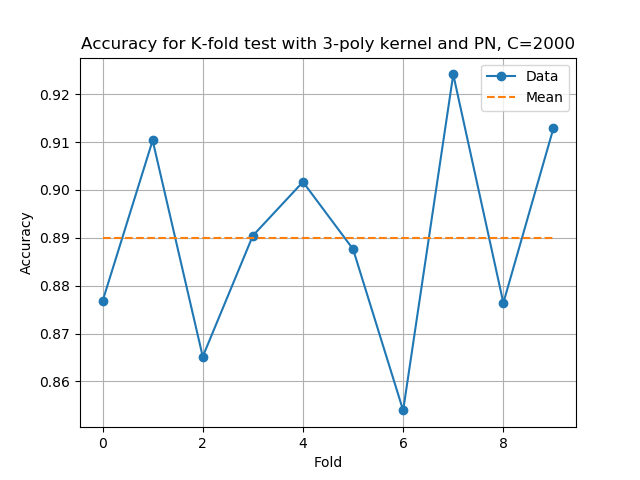 Accuracy for K-fold test with 3-poly kernel and PN, C=2000
Data
Mean
0.92
0.91
0.90
0.89
0.88
0.87
0.86
Accuracy
0 2 4 6 8
Fold